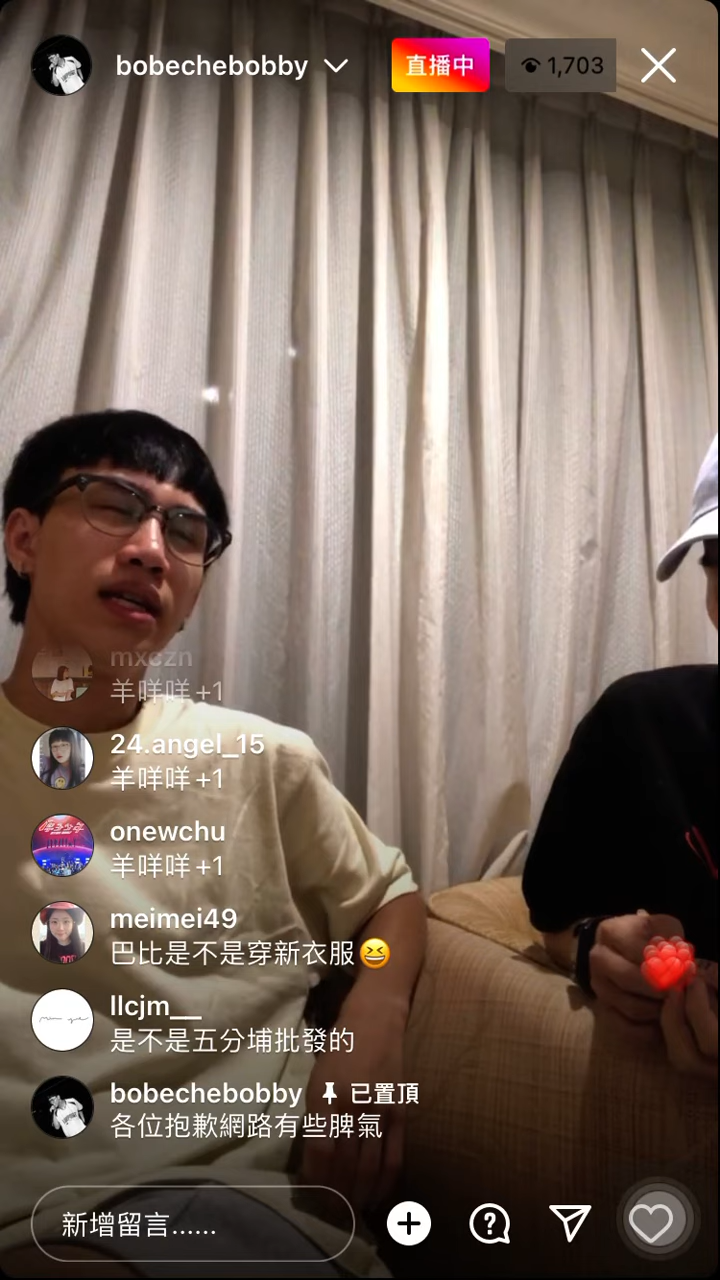 bobechebobby
直播中
1,703
mxczn
羊咩咩+1
24.angel_15
羊咩咩+1
onewchu
羊咩咩+1
meimei49
巴比是不是穿新衣服😆
llcjm__
是不是五分埔批發的
bobechebobby 已置頂
各位抱歉網路有些脾氣
新增留言......